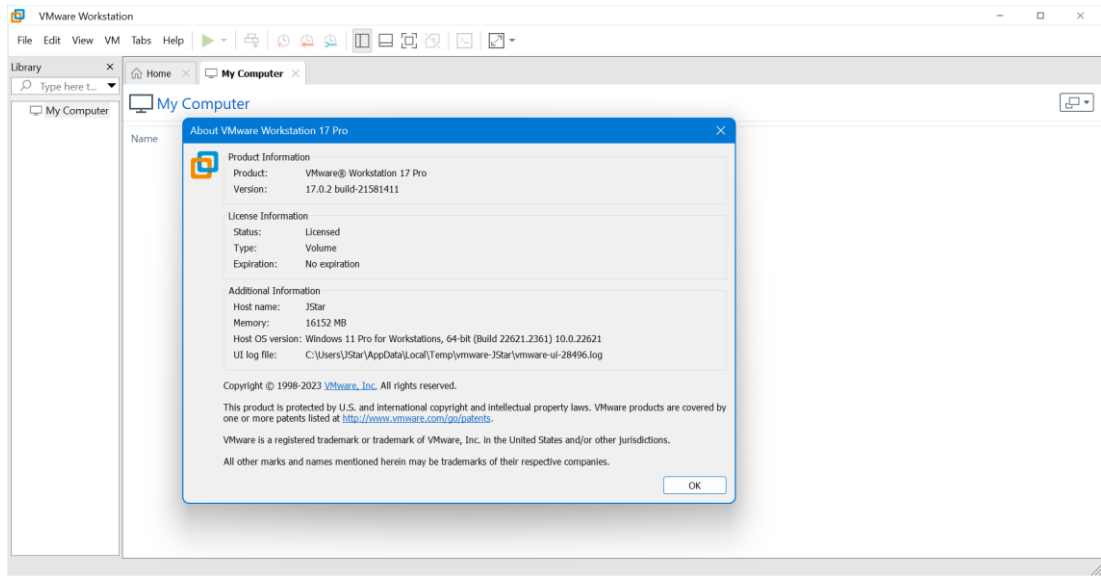 VMware Workstation
File Edit View VM Tabs Help
Library
Type here t...
My Computer
Home
My Computer
My Computer
Name
About VMware Workstation 17 Pro
Product Information
Product: VMware® Workstation 17 Pro
Version: 17.0.2 build-21581411
License Information
Status: Licensed
Type: Volume
Expiration: No expiration
Additional Information
Host name: JStar
Memory: 16152 MB
Host OS version: Windows 11 Pro for Workstations, 64-bit (Build 22621.2361) 10.0.22621
UI log file: C:\Users\JStar\AppData\Local\Temp\vmware-JStar\vmware-ui-28496.log
Copyright © 1998-2023 VMware, Inc. All rights reserved.
This product is protected by U.S. and international copyright and intellectual property laws. VMware products are covered by
one or more patents listed at http://www.vmware.com/go/patents.
VMware is a registered trademark or trademark of VMware, Inc. in the United States and/or other jurisdictions.
All other marks and names mentioned herein may be trademarks of their respective companies.
OK